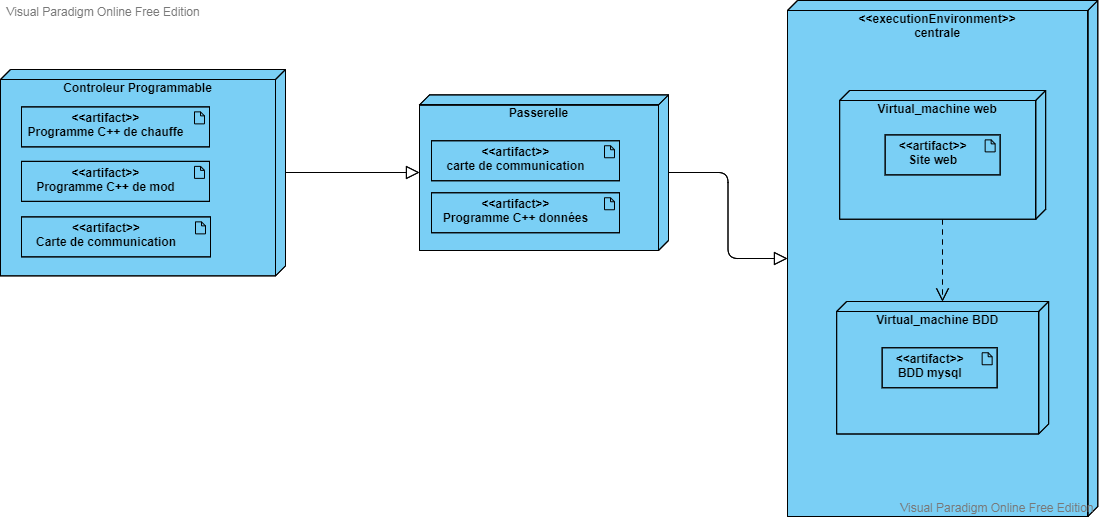 Visual Paradigm Online Free Edition
Controleur Programmable
<<artifact>>
Programme C++ de chauffe
<<artifact>>
Programme C++ de mod
<<artifact>>
Carte de communication
Passerelle
<<artifact>>
carte de communication
<<artifact>>
Programme C++ données
<<executionEnvironment>>
centrale
Virtual_machine web
<<artifact>>
Site web
Virtual_machine BDD
<<artifact>>
BDD mysql
Visual Paradigm Online Free Edition